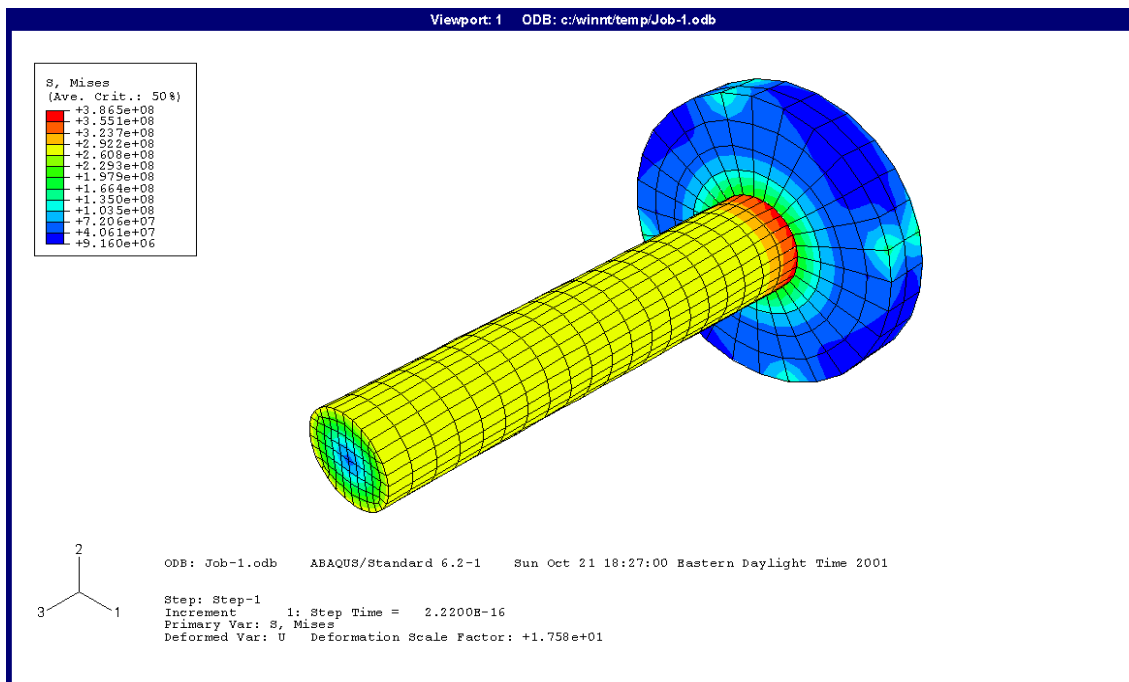 Viewport: 1 ODB: c:/winnt/temp/Job-1.odb
S, Mises
(Ave. Crit.: 50%)
+3.865e+08
+3.551e+08
+3.237e+08
+2.922e+08
+2.608e+08
+2.293e+08
+1.979e+08
+1.664e+08
+1.350e+08
+1.035e+08
+7.206e+07
+4.061e+07
+9.160e+06
2
3
1
ODB: Job-1.odb ABAQUS/Standard 6.2-1 Sun Oct 21 18:27:00 Eastern Daylight Time 2001
Step: Step-1
Increment 1: Step Time = 2.2200E-16
Primary Var: S, Mises
Deformed Var: U Deformation Scale Factor: +1.758e+01